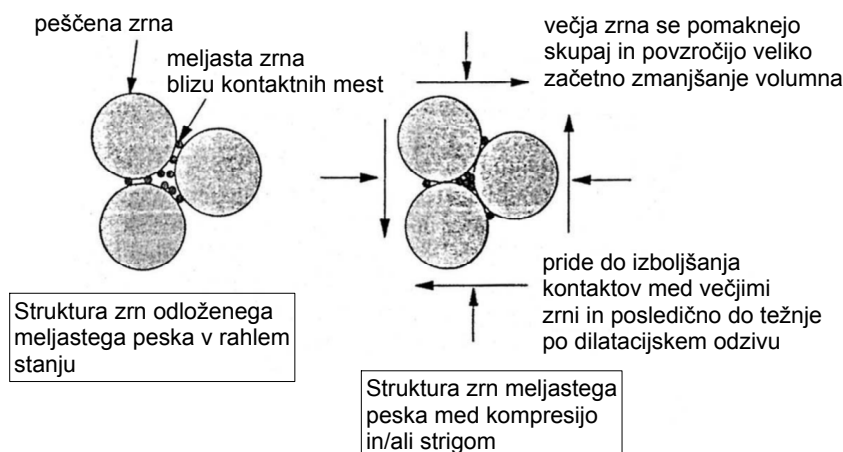 peščena zrna
meljasta zrna
blizu kontaktnih mest
Struktura zrn odloženega
meljastega peska v rahlem
stanju
večja zrna se pomaknejo
skupaj in povzročijo veliko
začetno zmanjšanje volumna
pride do izboljšanja
kontaktov med večjimi
zrni in posledično do težnje
po dilatacijskem odzivu
Struktura zrn meljastega
peska med kompresijo
in/ali strigom